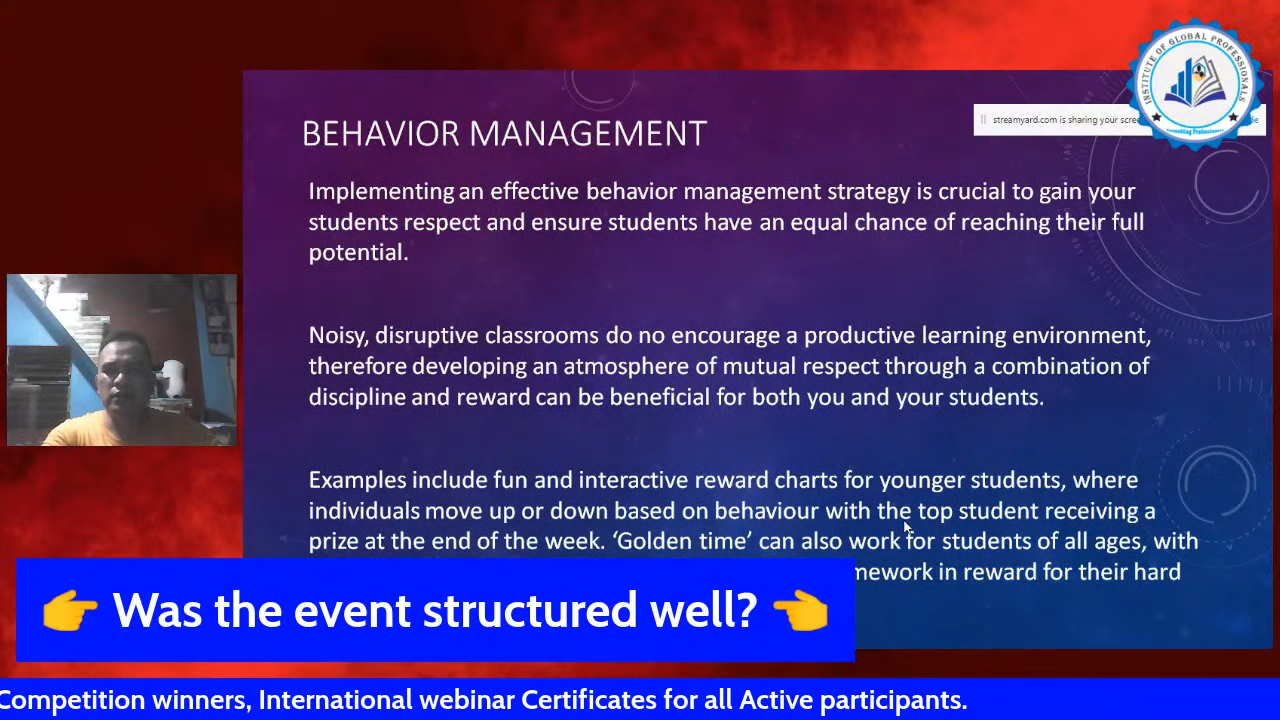 BEHAVIOR MANAGEMENT
INSTITUTE OF GLOBAL PROFESSIONALS
streamyard.com is sharing your scree
Implementing an effective behavior management strategy is crucial to gain your
students respect and ensure students have an equal chance of reaching their full
potential.
Noisy, disruptive classrooms do no encourage a productive learning environment,
therefore developing an atmosphere of mutual respect through a combination of
discipline and reward can be beneficial for both you and your students.
Examples include fun and interactive reward charts for younger students, where
individuals move up or down based on behaviour with the top student receiving a
prize at the end of the week. ‘Golden time’ can also work for students of all ages, with
mework in reward for their hard
👉 Was the event structured well? 👈
Competition winners, International webinar Certificates for all Active participants.